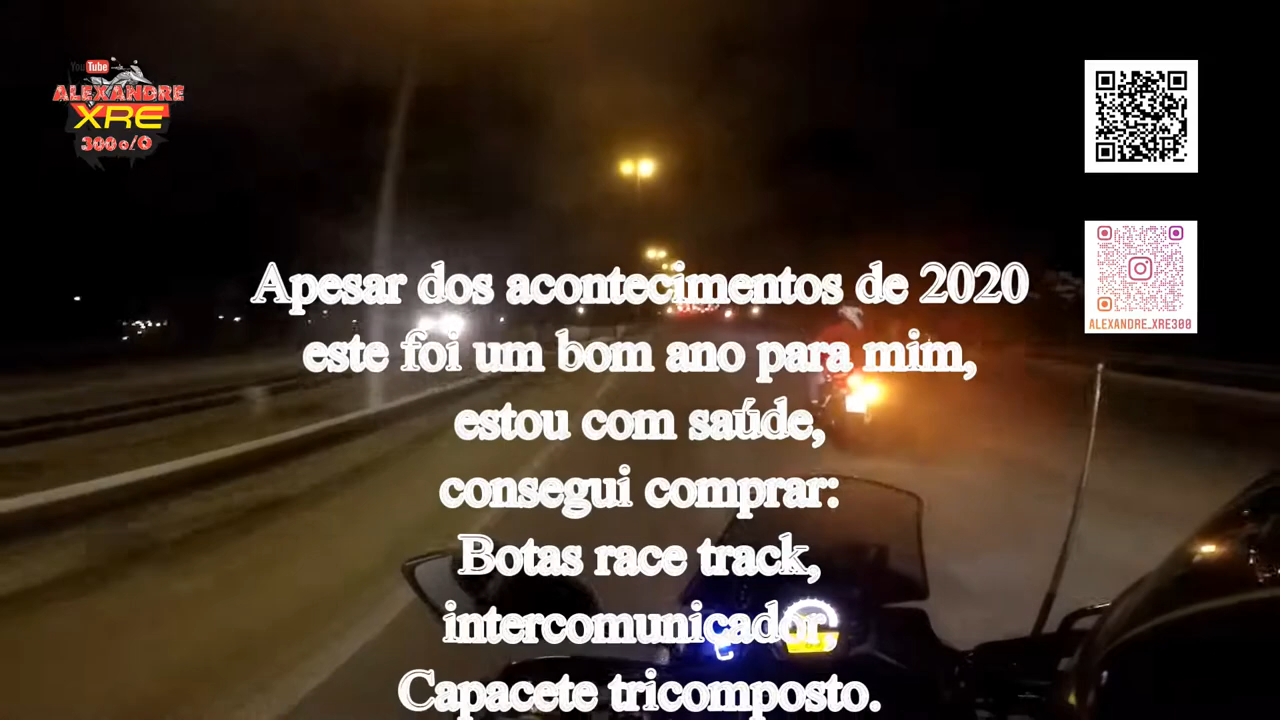 YouTube
ALEXANDRE
XRE
300 o/O
ALEXANDRE_XRE300
Apesar dos acontecimentos de 2020
este foi um bom ano para mim,
estou com saúde,
consegui comprar:
Botas race track,
intercomunicador,
Capacete tricomposto.